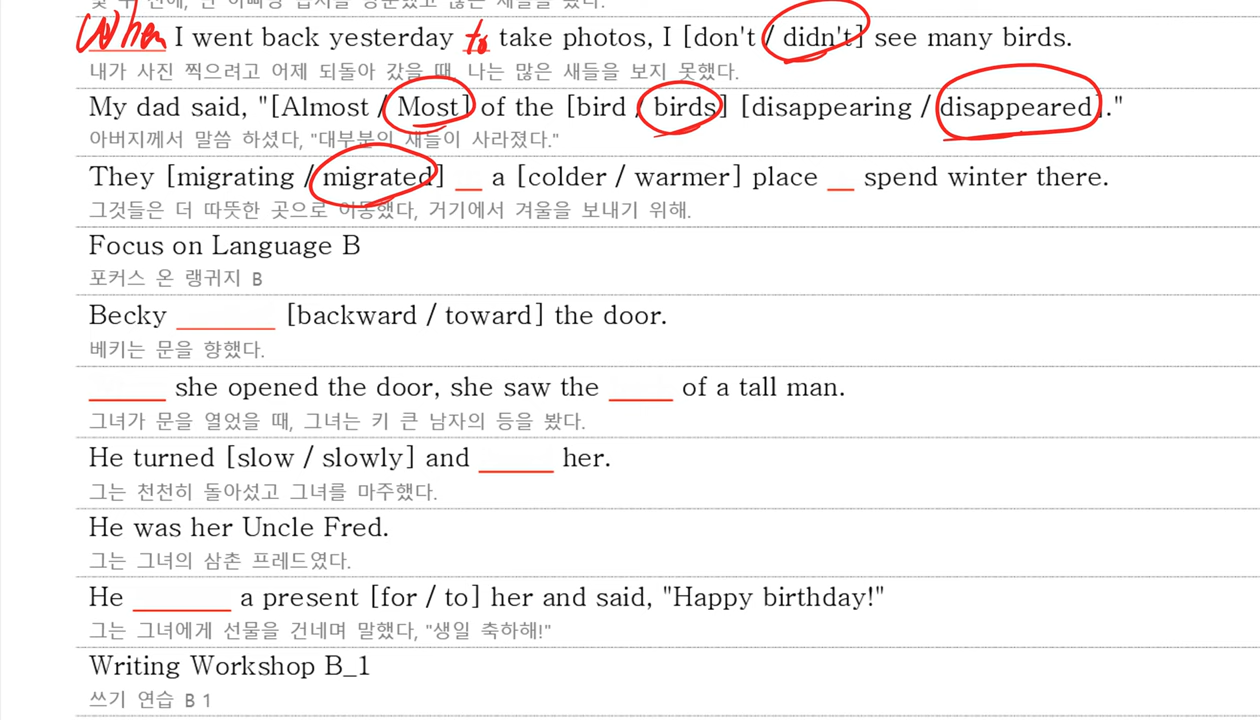 When I went back yesterday to take photos, I [don't / didn't] see many birds.
내가 사진 찍으려고 어제 되돌아 갔을 때, 나는 많은 새들을 보지 못했다.
My dad said, "[Almost / Most] of the [bird / birds] [disappearing / disappeared]."
아버지께서 말씀 하셨다, "대부분의 새들이 사라졌다."
They [migrating / migrated] __ a [colder / warmer] place __ spend winter there.
그것들은 더 따뜻한 곳으로 이동했다, 거기에서 겨울을 보내기 위해.
Focus on Language B
포커스 온 랭귀지 B
Becky ______ [backward / toward] the door.
베키는 문을 향했다.
_____ she opened the door, she saw the ____ of a tall man.
그녀가 문을 열었을 때, 그녀는 키 큰 남자의 등을 봤다.
He turned [slow / slowly] and _____ her.
그는 천천히 돌아섰고 그녀를 마주했다.
He was her Uncle Fred.
그는 그녀의 삼촌 프레드였다.
He ______ a present [for / to] her and said, "Happy birthday!"
그는 그녀에게 선물을 건네며 말했다, "생일 축하해!"
Writing Workshop B_1
쓰기 연습 B 1